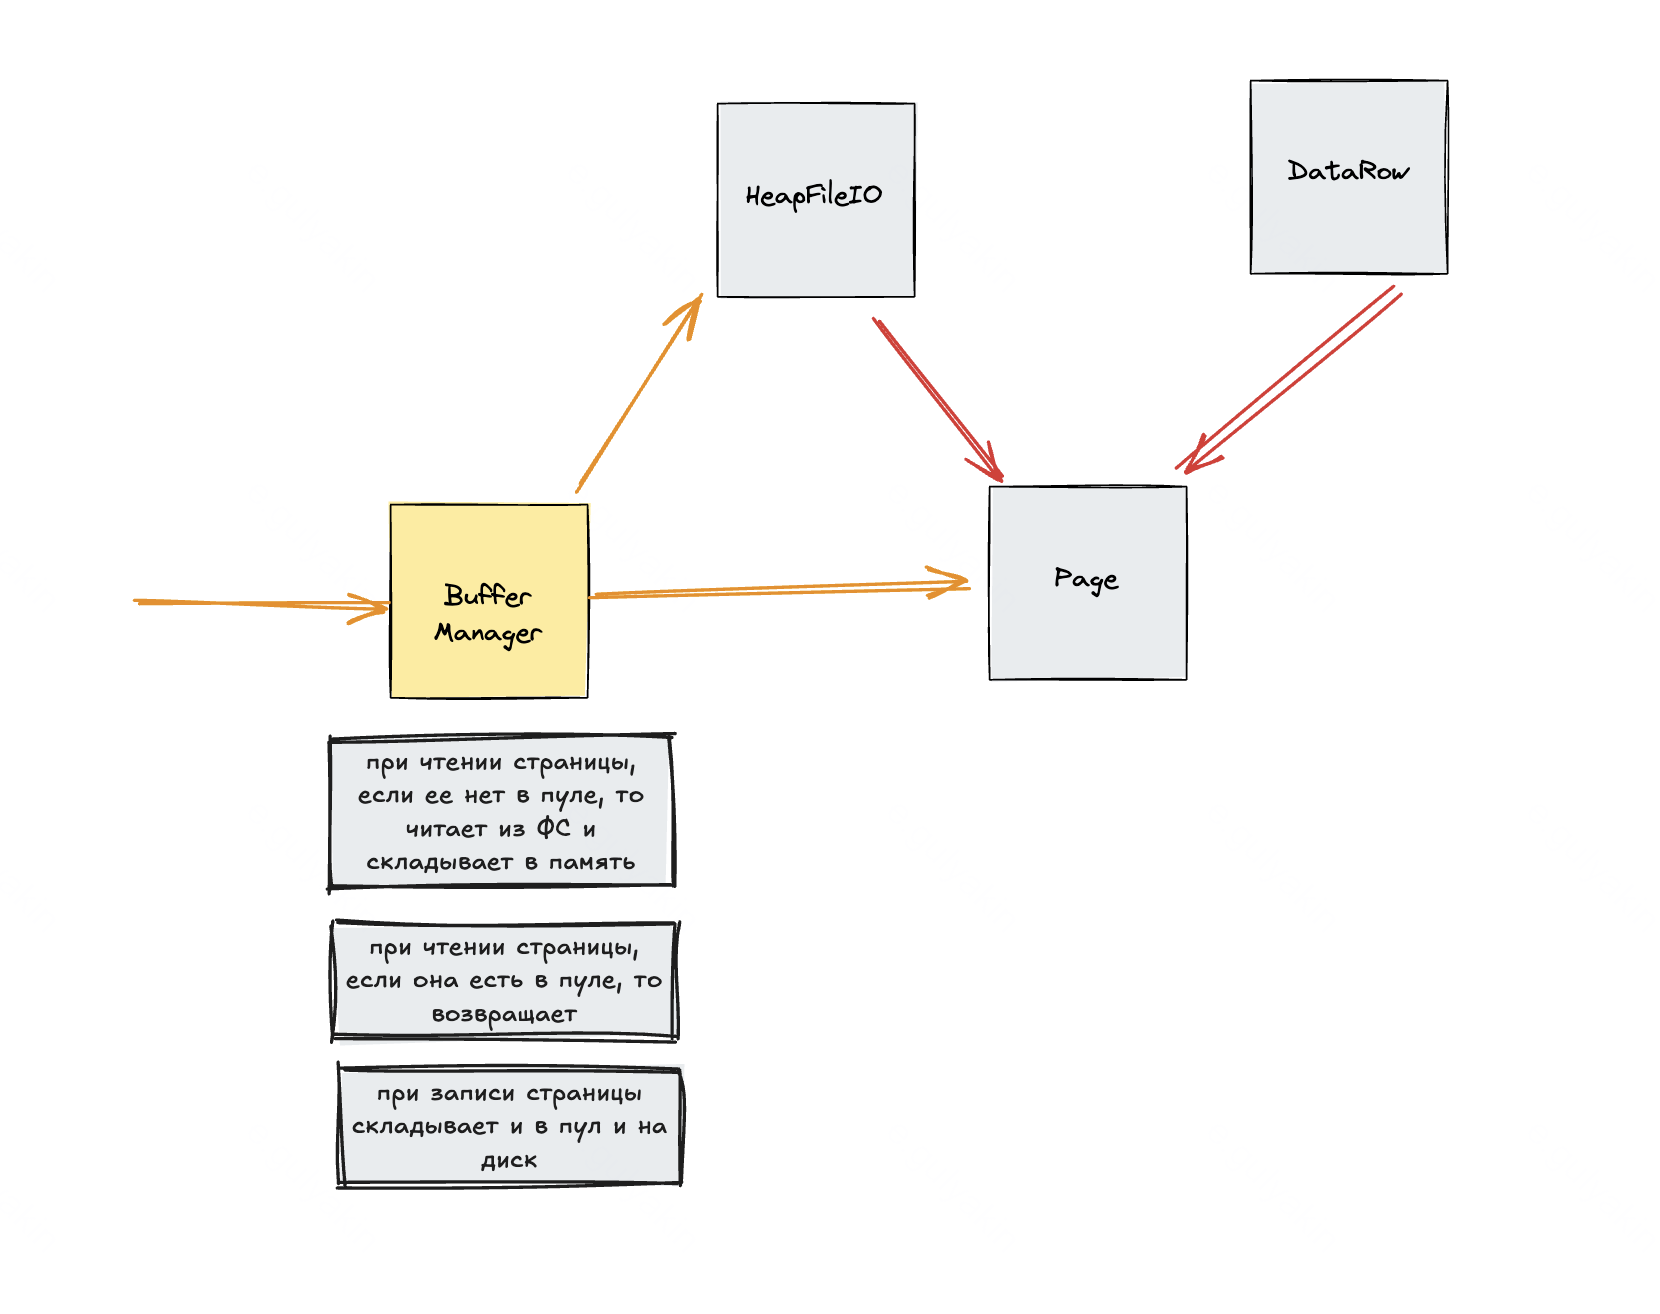 HeapFileIO
DataRow
Buffer
Manager
Page
при чтении страницы,
если ее нет в пуле, то
читает из ФС и
складывает в память
при чтении страницы,
если она есть в пуле, то
возвращает
при записи страницы
складывает и в пул и на
диск